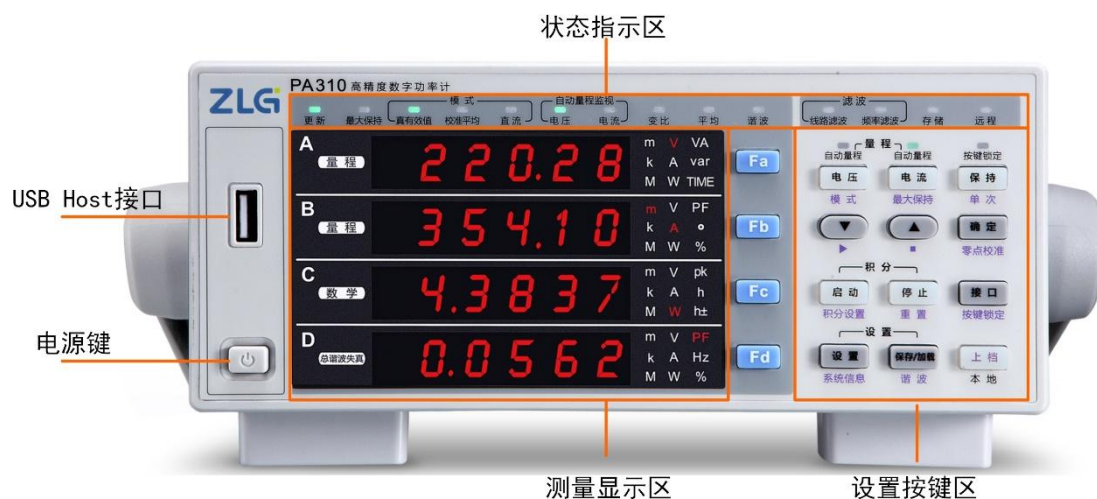 状态指示区
ZLG
PA310 高精度数字功率计
模式 自动量程监视 滤波
更新 最大保持 真有效值 校准平均 直流 电压 电流 变比 平均 谐波 线路滤波 频率滤波 存储 远程
A 量程 220.28 m V VA
k A var
M W TIME
Fa
B 量程 354.10 m V PF
k A °
M W %
Fb
C 数学 4.3837 m V pk
k A h
M W h±
Fc
D 总谐波失真 0.0562 m V PF
k A Hz
M W %
Fd
量程
自动量程 自动量程 按键锁定
电压 电流 保持
模式 最大保持 单次
▼ ▲ 确定
▶ ■ 零点校准
积分
启动 停止 接口
积分设置 重置 按键锁定
设置
设置 保存/加载 上档
系统信息 谐波 本地
USB Host接口
电源键
测量显示区
设置按键区